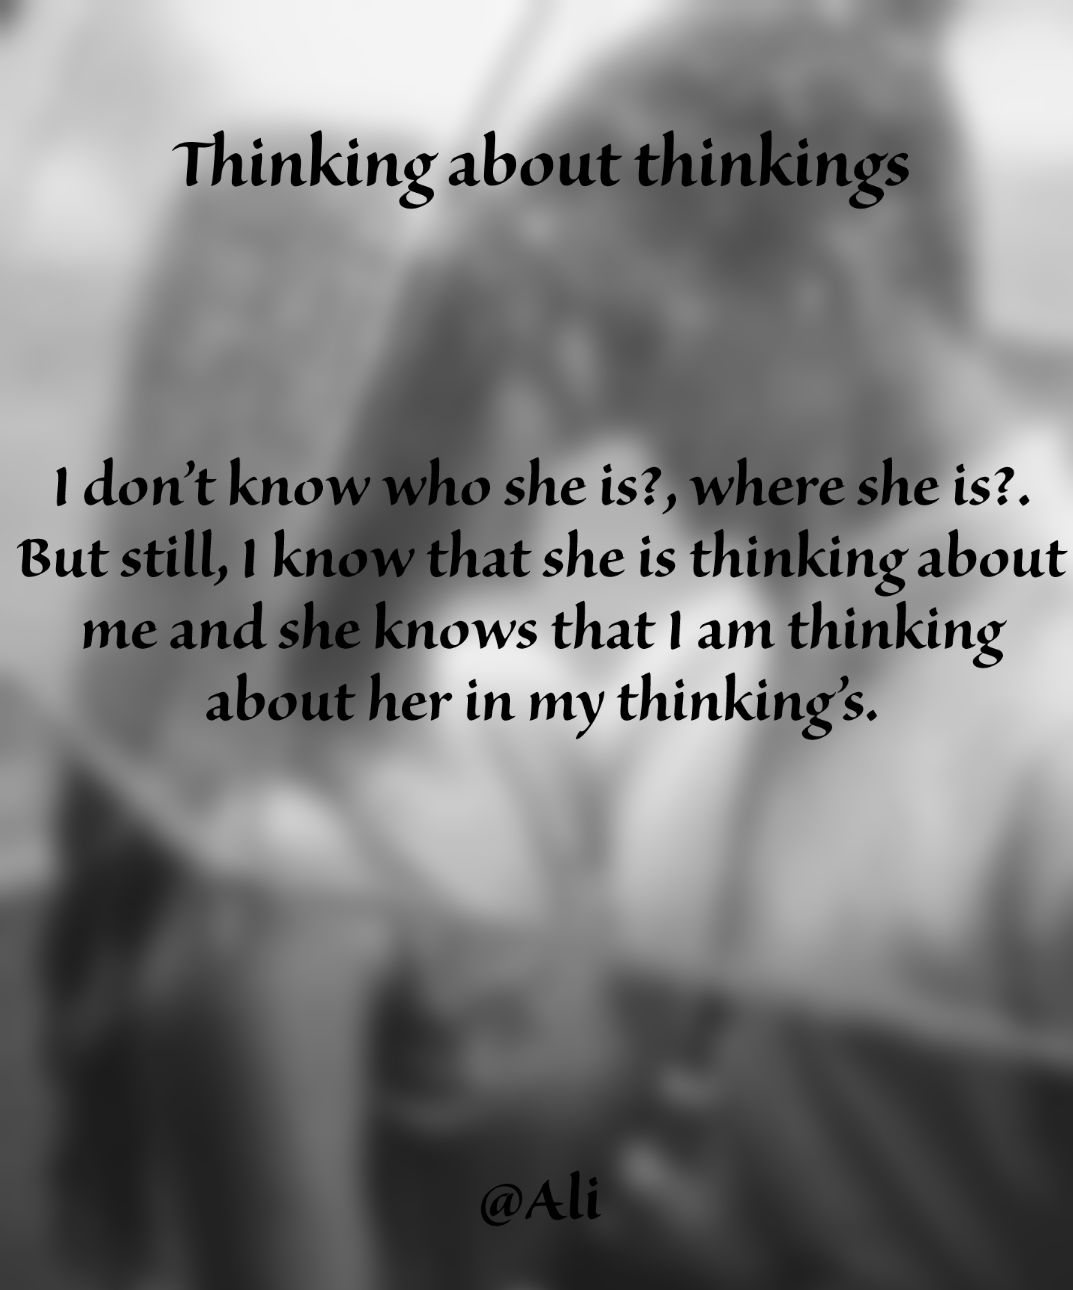 Thinking about thinkings
I don’t know who she is?, where she is?.
But still, I know that she is thinking about
me and she knows that I am thinking
about her in my thinking’s.
@Ali